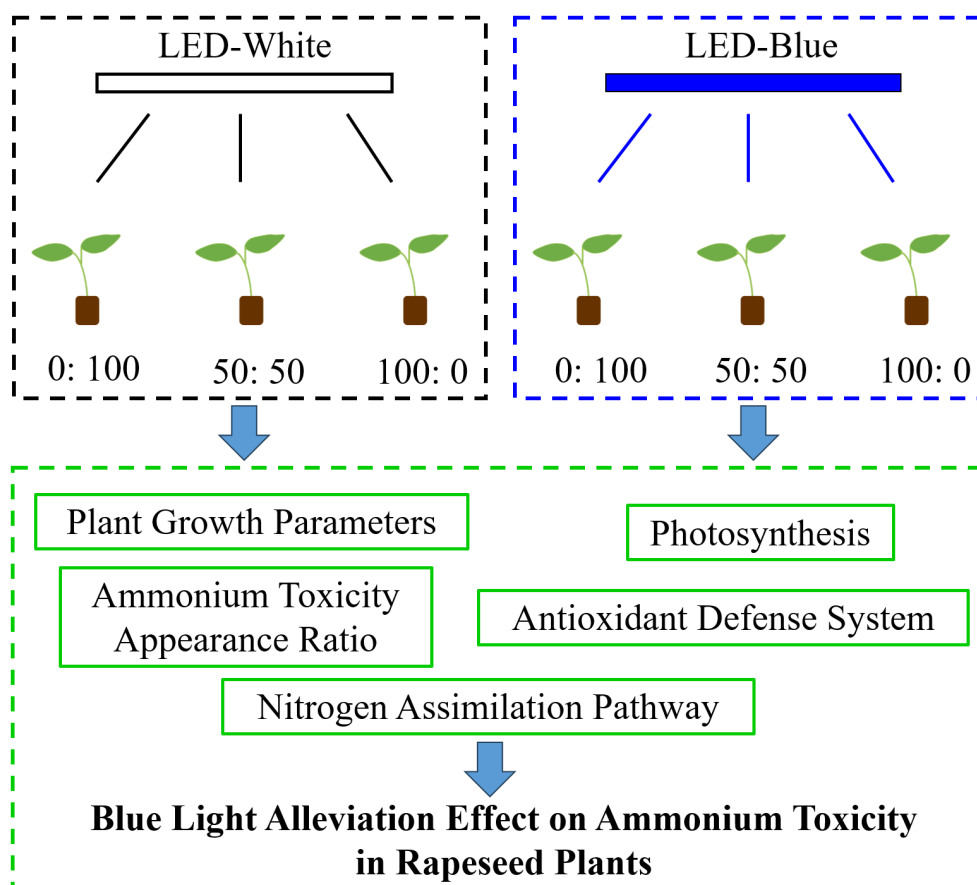 LED-White
0: 100
50: 50
100: 0
LED-Blue
0: 100
50: 50
100: 0
Plant Growth Parameters
Photosynthesis
Ammonium Toxicity
Appearance Ratio
Antioxidant Defense System
Nitrogen Assimilation Pathway
Blue Light Alleviation Effect on Ammonium Toxicity
in Rapeseed Plants